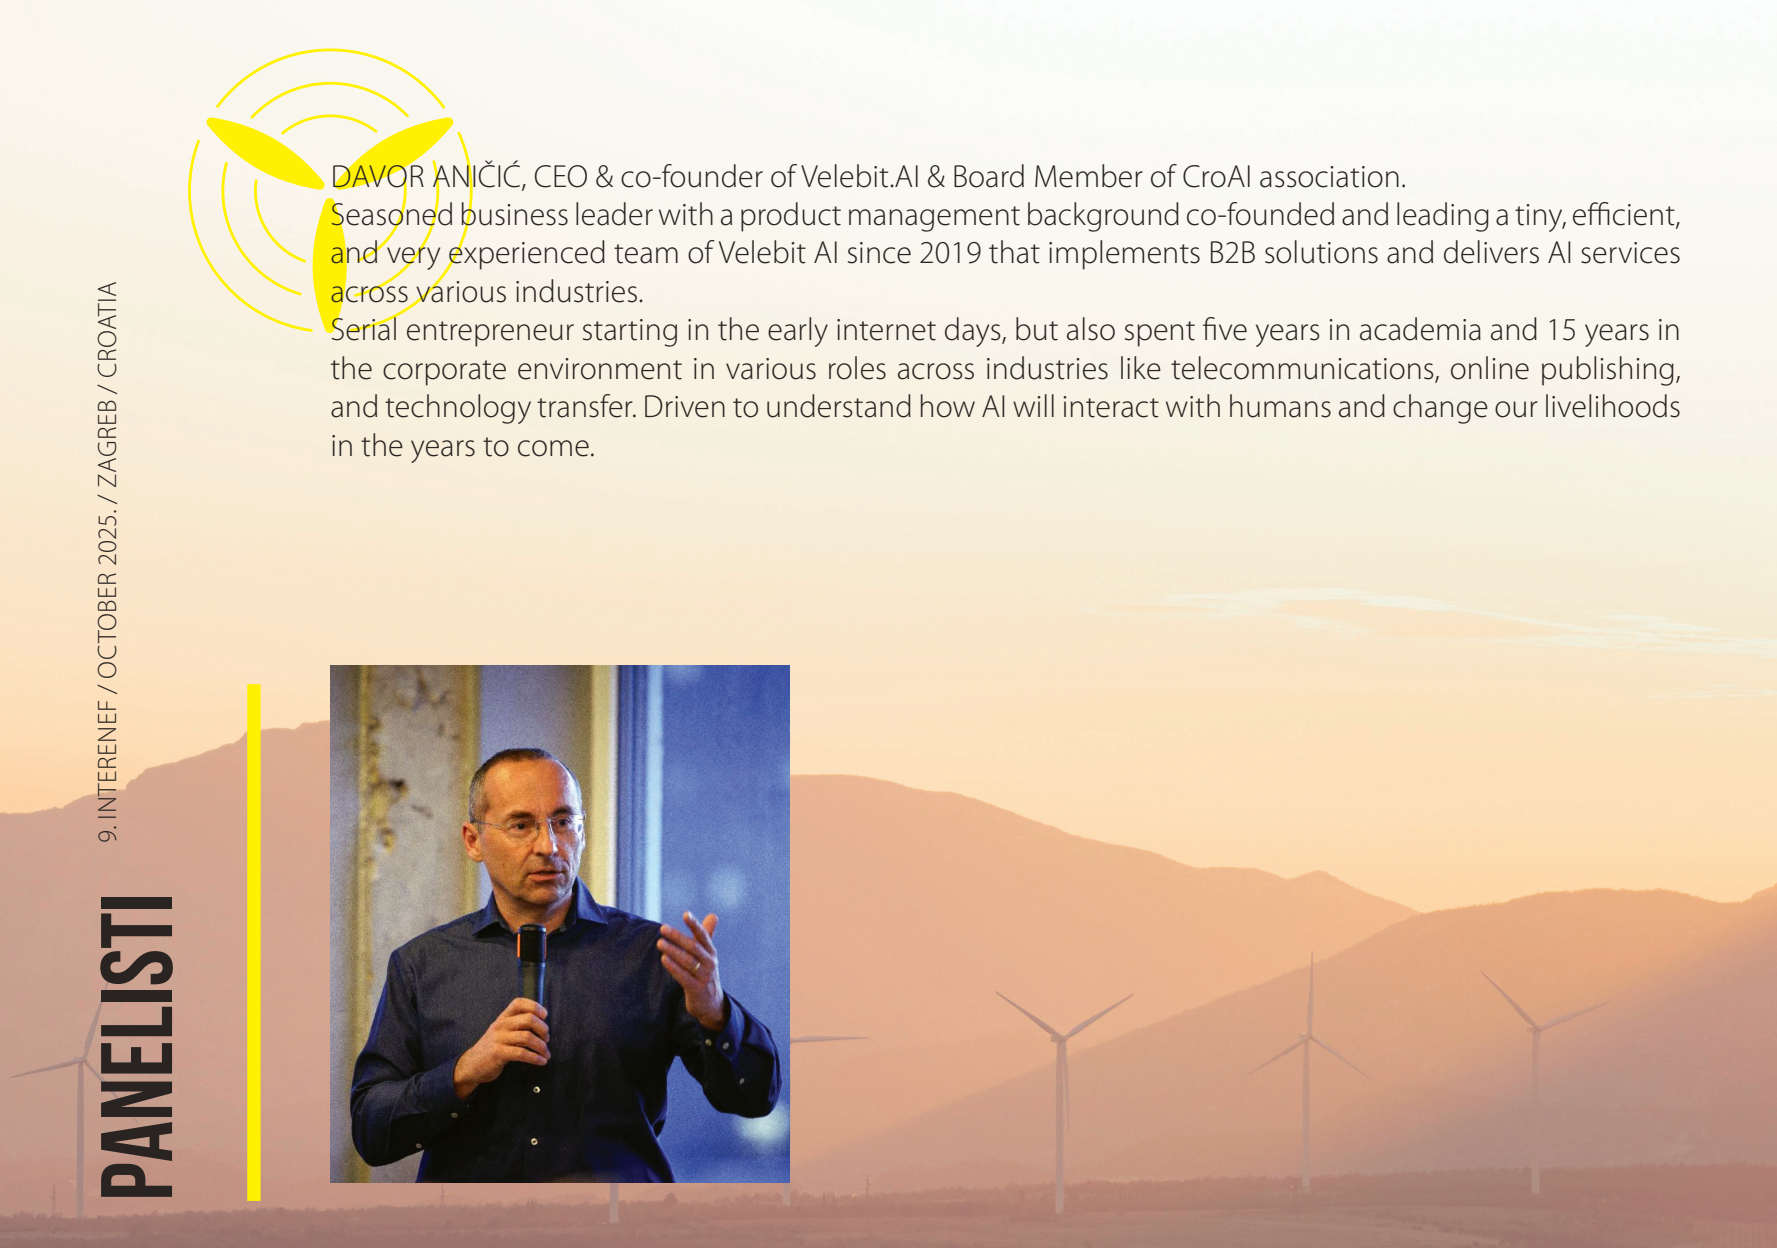 DAVOR ANIČIĆ, CEO & co-founder of Velebit.AI & Board Member of CroAI association.
Seasoned business leader with a product management background co-founded and leading a tiny, efficient,
and very experienced team of Velebit AI since 2019 that implements B2B solutions and delivers AI services
across various industries.
Serial entrepreneur starting in the early internet days, but also spent five years in academia and 15 years in
the corporate environment in various roles across industries like telecommunications, online publishing,
and technology transfer. Driven to understand how AI will interact with humans and change our livelihoods
in the years to come.
9. INTERENEF / OCTOBER 2025. / ZAGREB / CROATIA
PANELISTI